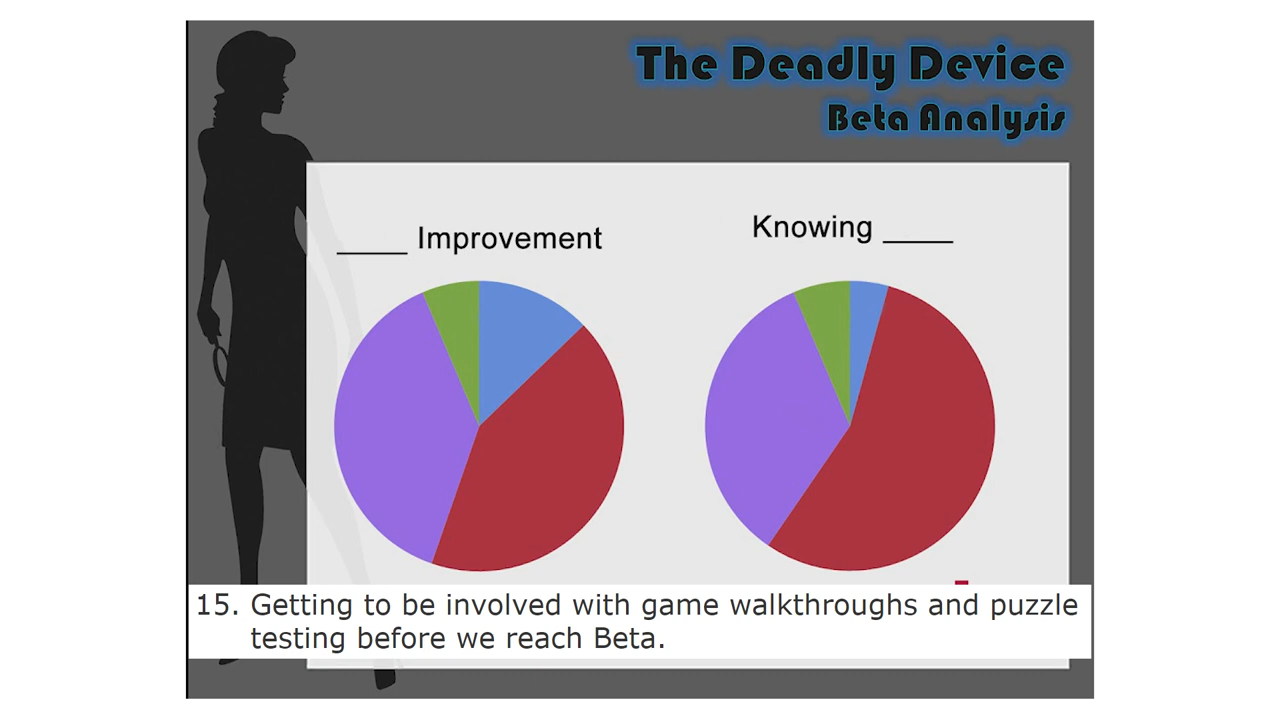 The Deadly Device
Beta Analysis
_____ Improvement
Knowing _____
15. Getting to be involved with game walkthroughs and puzzle
testing before we reach Beta.